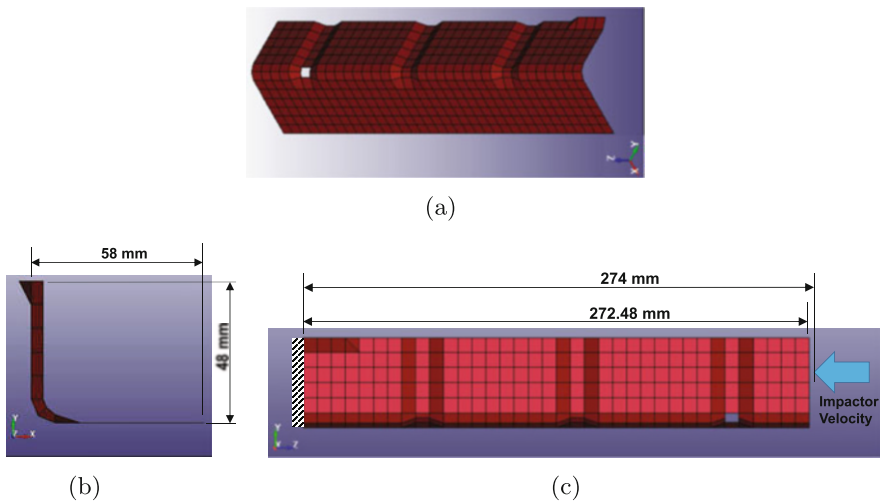 Z
Y
X
(a)
58 mm
48 mm
Y
Z
X
(b)
274 mm
272.48 mm
Impactor
Velocity
Y
X
Z
(c)